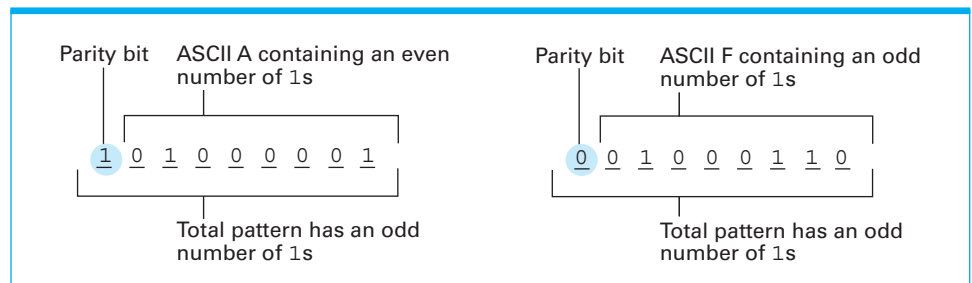 Parity bit
ASCII A containing an even
number of 1s
1 0 1 0 0 0 0 0 1
Total pattern has an odd
number of 1s
Parity bit
ASCII F containing an odd
number of 1s
0 0 1 0 0 0 1 1 0
Total pattern has an odd
number of 1s